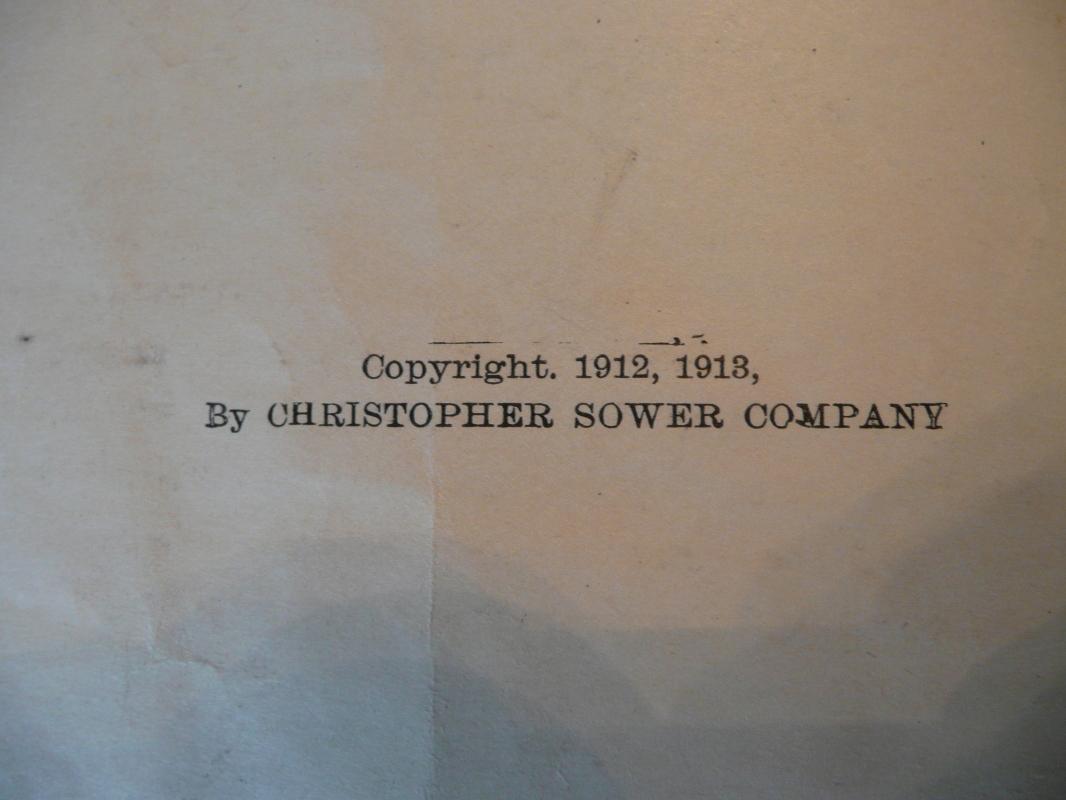 Copyright. 1912, 1913,
By CHRISTOPHER SOWER COMPANY